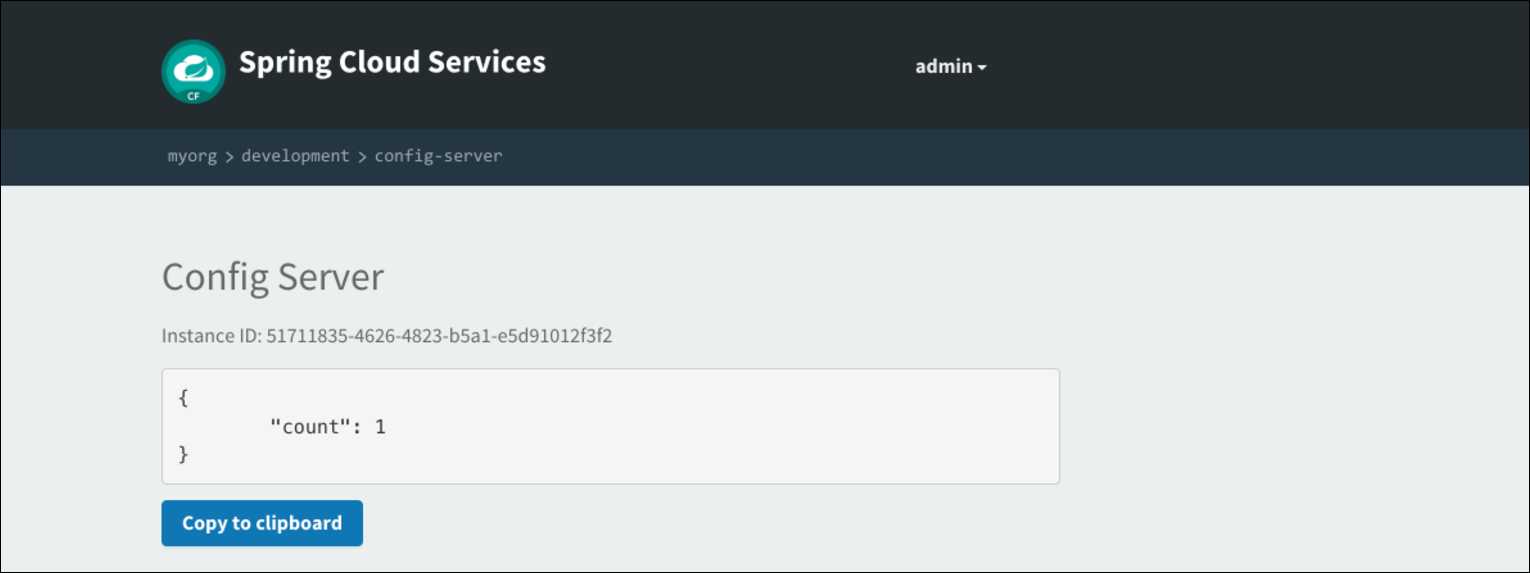 CF
Spring Cloud Services
admin
myorg > development > config-server
Config Server
Instance ID: 51711835-4626-4823-b5a1-e5d91012f3f2
{
"count": 1
}
Copy to clipboard